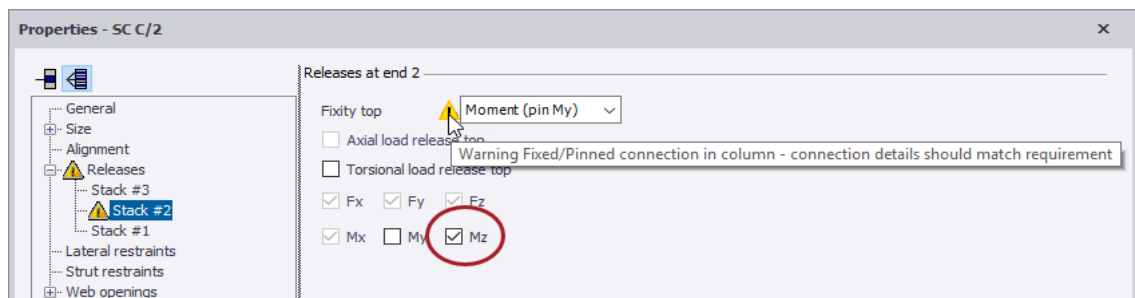 Properties - SC C/2
Releases at end 2
General
Size
Alignment
Releases
Stack #3
Stack #2
Stack #1
Lateral restraints
Strut restraints
Web openings
Fixity top
Moment (pin My)
Axial load release top
Warning Fixed/Pinned connection in column - connection details should match requirement
Torsional load release top
Fx Fy Fz
Mx My Mz